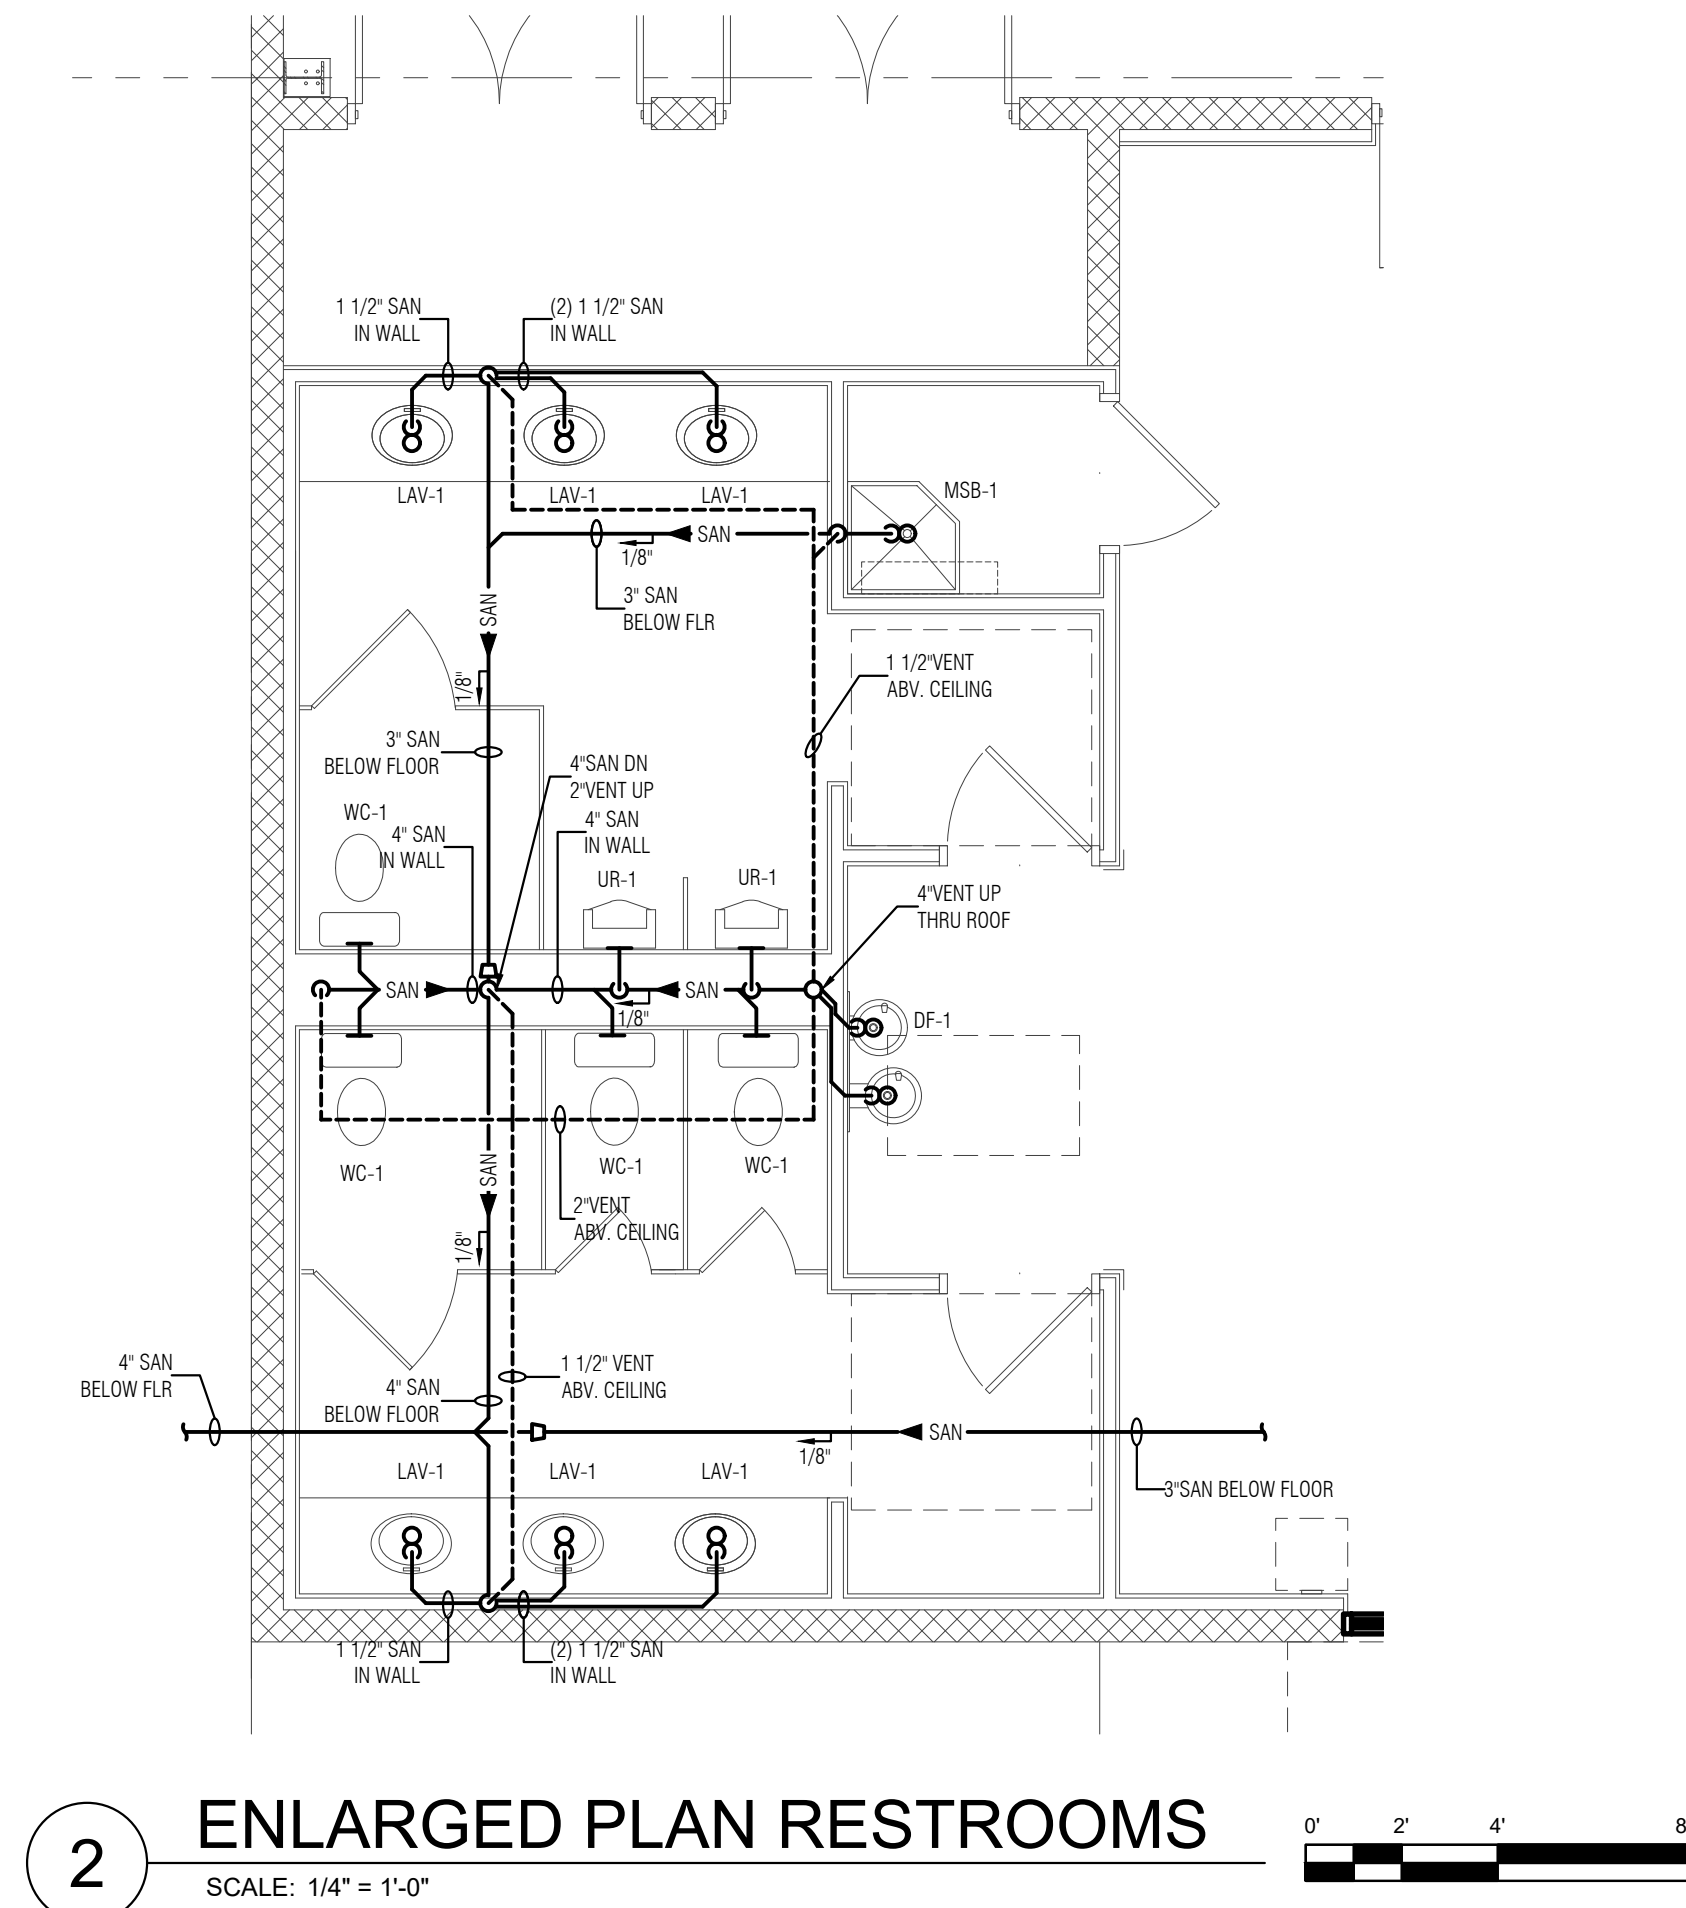 1 1/2" SAN
IN WALL
(2) 1 1/2" SAN
IN WALL
LAV-1
LAV-1
LAV-1
MSB-1
SAN
1/8"
3" SAN
BELOW FLR
SAN
1/8"
1 1/2"VENT
ABV. CEILING
3" SAN
BELOW FLOOR
4"SAN DN
2"VENT UP
WC-1
4" SAN
IN WALL
4" SAN
IN WALL
UR-1
UR-1
4"VENT UP
THRU ROOF
SAN
SAN
1/8"
DF-1
WC-1
WC-1
WC-1
SAN
2"VENT
ABV. CEILING
1/8"
4" SAN
BELOW FLR
1 1/2" VENT
ABV. CEILING
4" SAN
BELOW FLOOR
SAN
1/8"
LAV-1
LAV-1
LAV-1
3"SAN BELOW FLOOR
1 1/2" SAN
IN WALL
(2) 1 1/2" SAN
IN WALL
2
ENLARGED PLAN RESTROOMS
SCALE: 1/4" = 1'-0"
0' 2' 4' 8